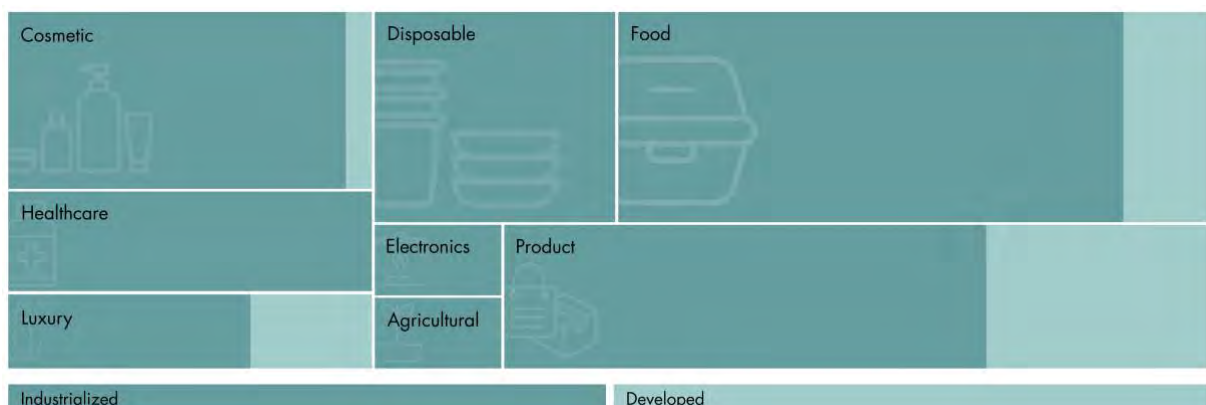 Cosmetic
Disposable
Food
Healthcare
Electronics
Product
Luxury
Agricultural
Industrialized
Developed